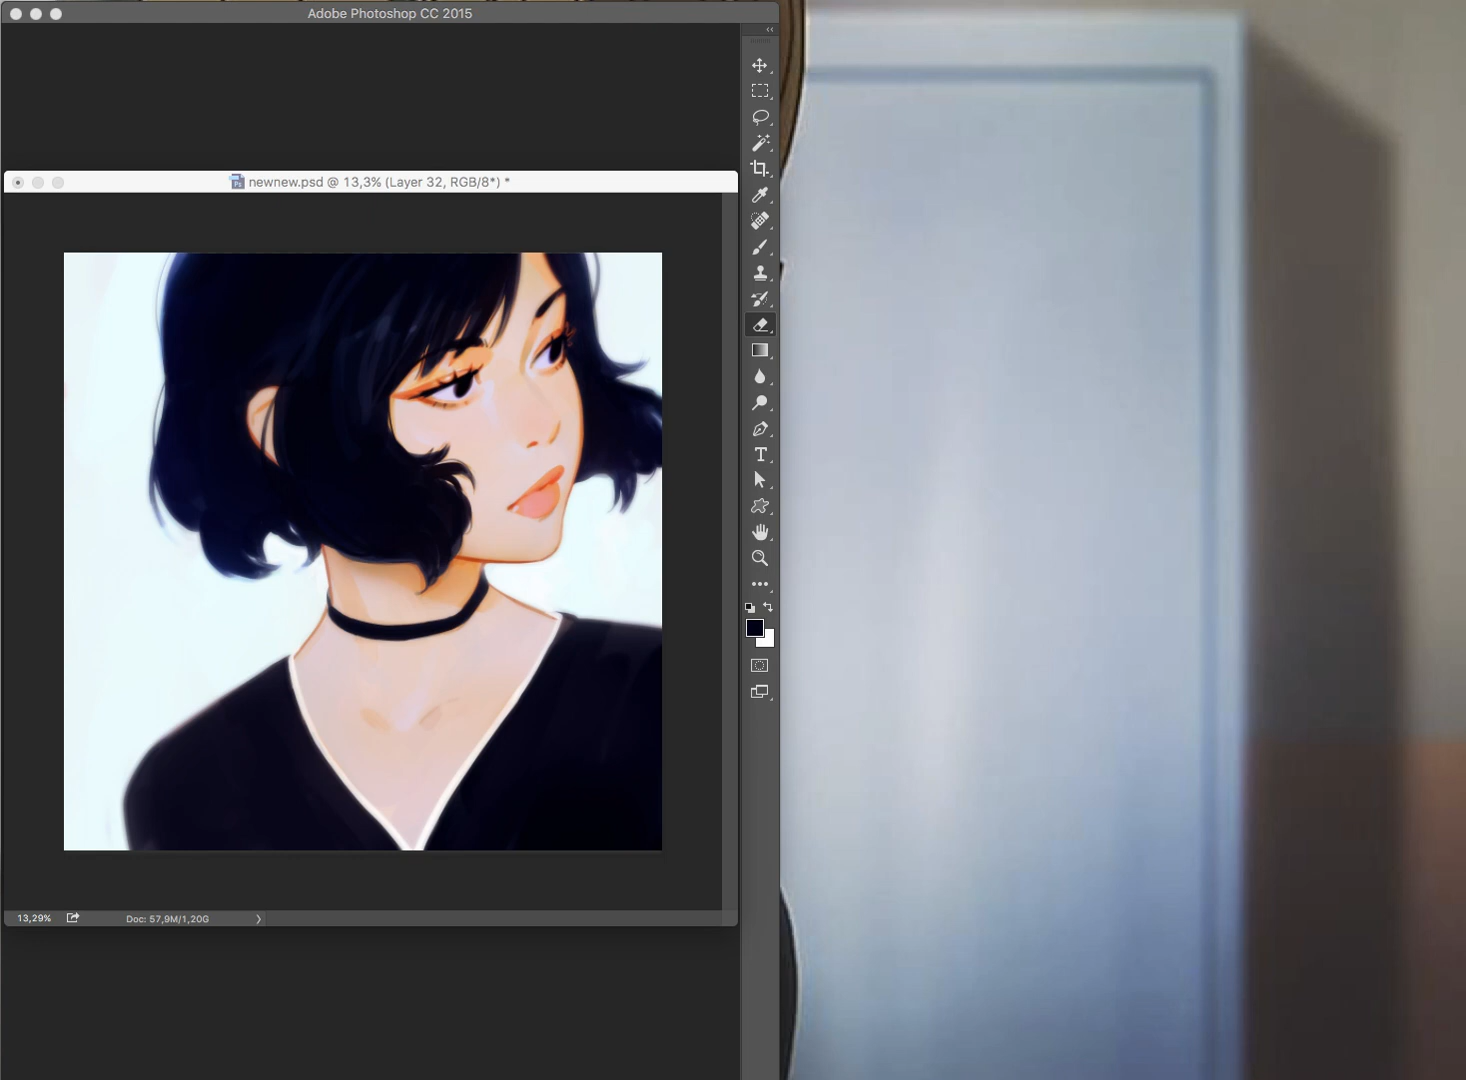 Adobe Photoshop CC 2015
newnew.psd @ 13,3% (Layer 32, RGB/8*) *
13,29%
Doc: 57,9M/1,20G